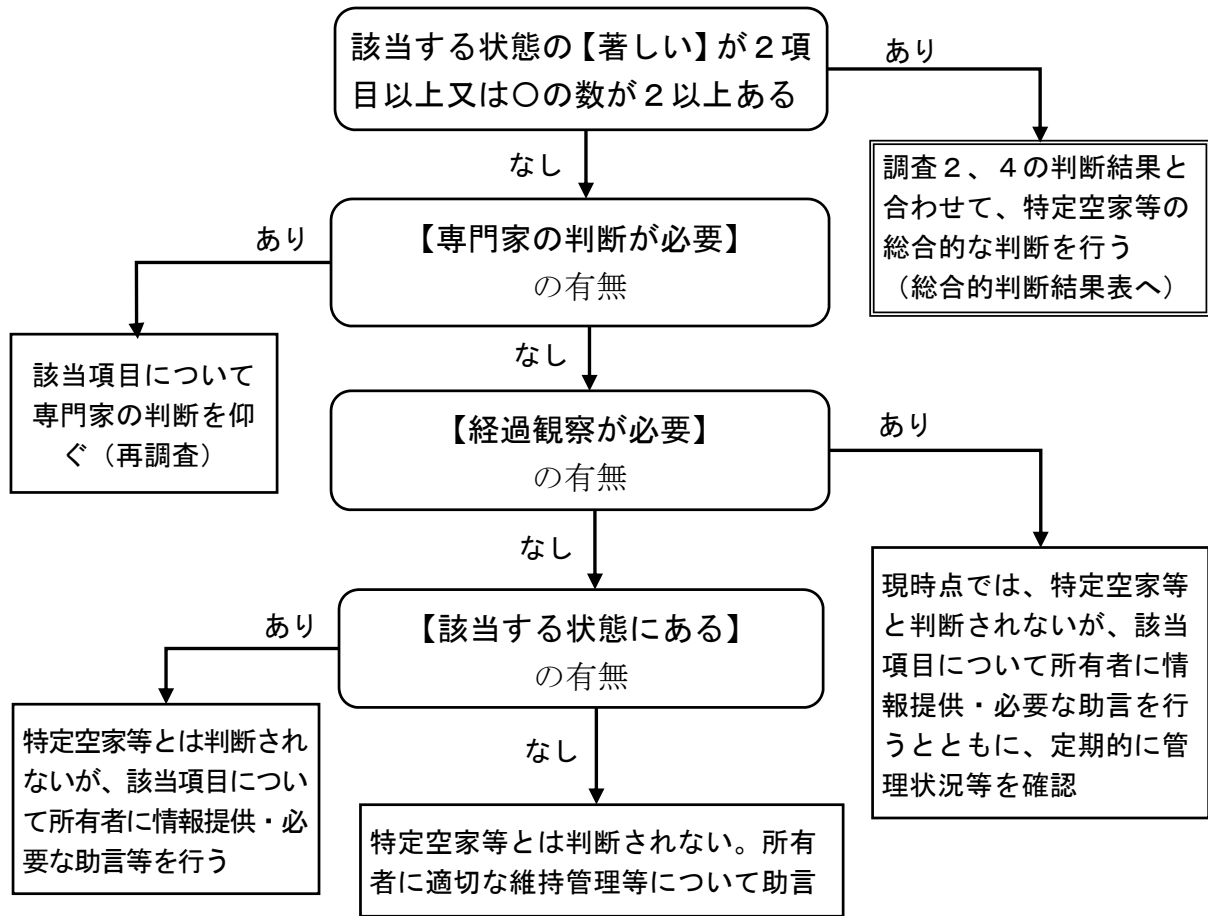 該当する状態の【著しい】が２項
目以上又は〇の数が２以上ある
あり
なし
調査２、４の判断結果と
合わせて、特定空家等の
総合的な判断を行う
（総合的判断結果表へ）
あり
【専門家の判断が必要】
の有無
なし
該当項目について
専門家の判断を仰
ぐ（再調査）
【経過観察が必要】
の有無
あり
なし
現時点では、特定空家等
と判断されないが、該当
項目について所有者に情
報提供・必要な助言を行
うとともに、定期的に管
理状況等を確認
あり
【該当する状態にある】
の有無
なし
特定空家等とは判断され
ないが、該当項目につい
て所有者に情報提供・必
要な助言等を行う
特定空家等とは判断されない。所有
者に適切な維持管理等について助言